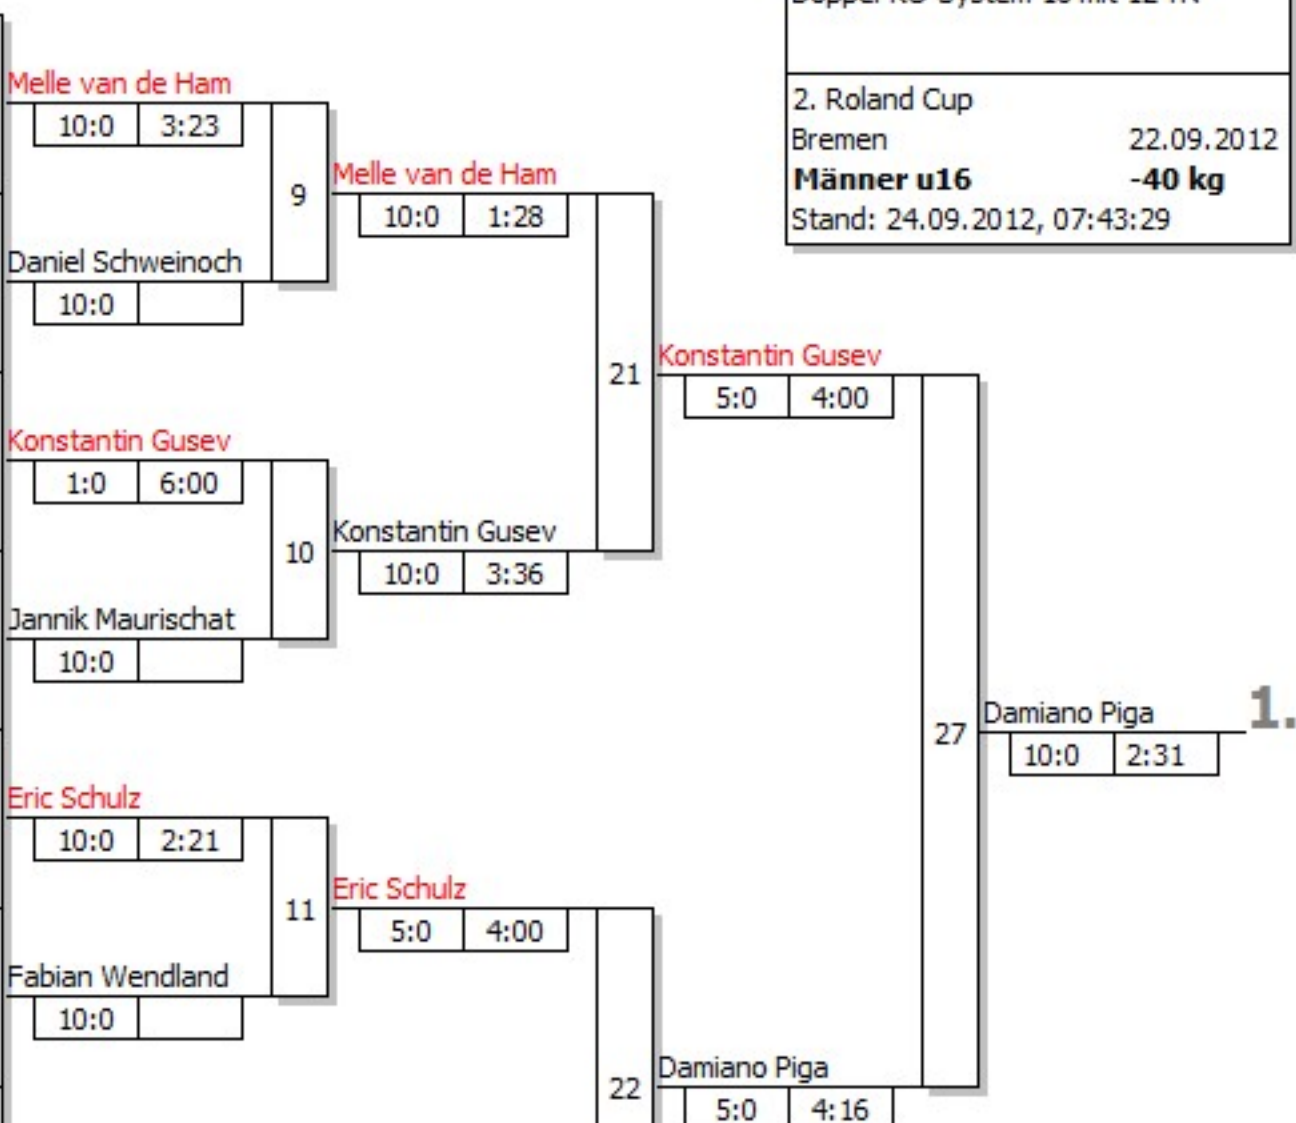 2. Roland Cup
Bremen 22.09.2012
Männer u16 -40 kg
Stand: 24.09.2012, 07:43:29
Melle van de Ham
10:0 3:23
9
Daniel Schweinoch
10:0
Melle van de Ham
10:0 1:28
21
Konstantin Gusev
1:0 6:00
10
Jannik Maurischat
10:0
Konstantin Gusev
10:0 3:36
Konstantin Gusev
5:0 4:00
27
Eric Schulz
10:0 2:21
11
Fabian Wendland
10:0
Eric Schulz
5:0 4:00
22
Damiano Piga
5:0 4:16
Damiano Piga
10:0 2:31
1.